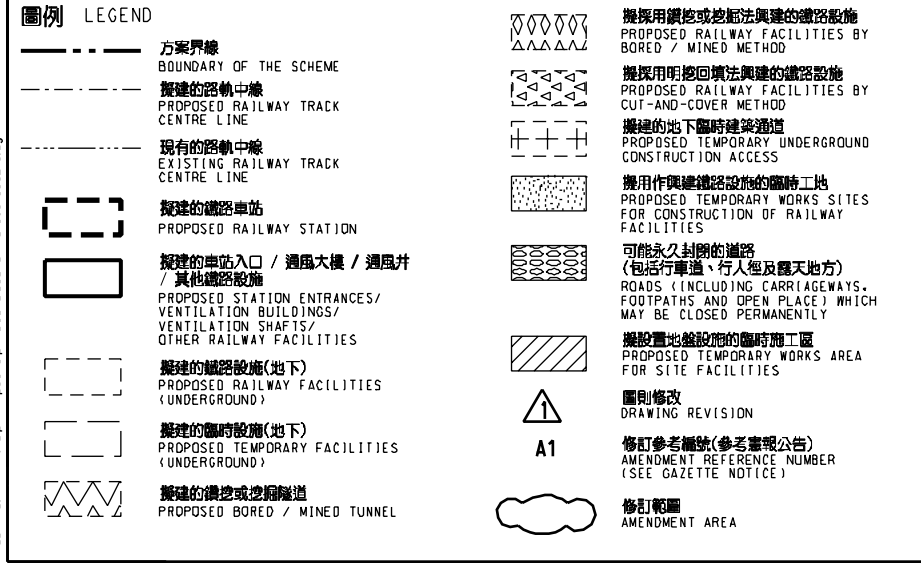 圖例 LEGEND
方案界線
BOUNDARY OF THE SCHEME
擬建的路軌中線
PROPOSED RAILWAY TRACK
CENTRE LINE
現有的路軌中線
EXISTING RAILWAY TRACK
CENTRE LINE
擬建的鐵路車站
PROPOSED RAILWAY STATION
擬建的車站入口 / 通風大樓 / 通風井
/ 其他鐵路設施
PROPOSED STATION ENTRANCES/
VENTILATION BUILDINGS/
VENTILATION SHAFTS/
OTHER RAILWAY FACILITIES
擬建的鐵路設施(地下)
PROPOSED RAILWAY FACILITIES
(UNDERGROUND)
擬建的臨時設施(地下)
PROPOSED TEMPORARY FACILITIES
(UNDERGROUND)
擬建的鑽挖或挖掘隧道
PROPOSED BORED / MINED TUNNEL
擬採用鑽挖或挖掘法興建的鐵路設施
PROPOSED RAILWAY FACILITIES BY
BORED / MINED METHOD
擬採用明挖回填法興建的鐵路設施
PROPOSED RAILWAY FACILITIES BY
CUT-AND-COVER METHOD
擬建的地下臨時建築通道
PROPOSED TEMPORARY UNDERGROUND
CONSTRUCTION ACCESS
擬用作興建鐵路設施的臨時工地
PROPOSED TEMPORARY WORKS SITES
FOR CONSTRUCTION OF RAILWAY
FACILITIES
可能永久封閉的道路
(包括行車道、行人徑及露天地方)
ROADS (INCLUDING CARRIAGEWAYS,
FOOTPATHS AND OPEN PLACE) WHICH
MAY BE CLOSED PERMANENTLY
擬設置地盤設施的臨時施工區
PROPOSED TEMPORARY WORKS AREA
FOR SITE FACILITIES
1
圖則修改
DRAWING REVISION
A1
修訂參考編號(參考憲報公告)
AMENDMENT REFERENCE NUMBER
(SEE GAZETTE NOTICE)
修訂範圍
AMENDMENT AREA